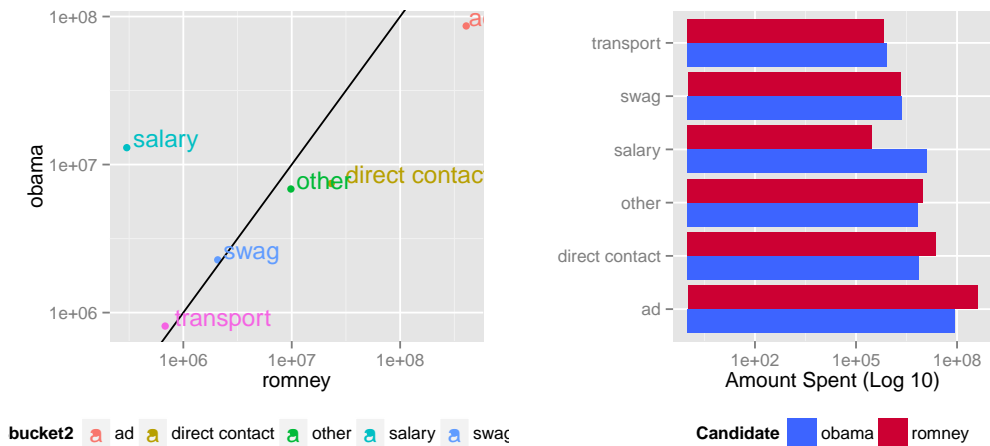 1e+08
1e+07
1e+06
obama
ad
salary
other
direct contac
swag
transport
1e+06 1e+07 1e+08
romney
bucket2 a ad a direct contact a other a salary a swag
transport
swag
salary
other
direct contact
ad
1e+02 1e+05 1e+08
Amount Spent (Log 10)
Candidate obama romney